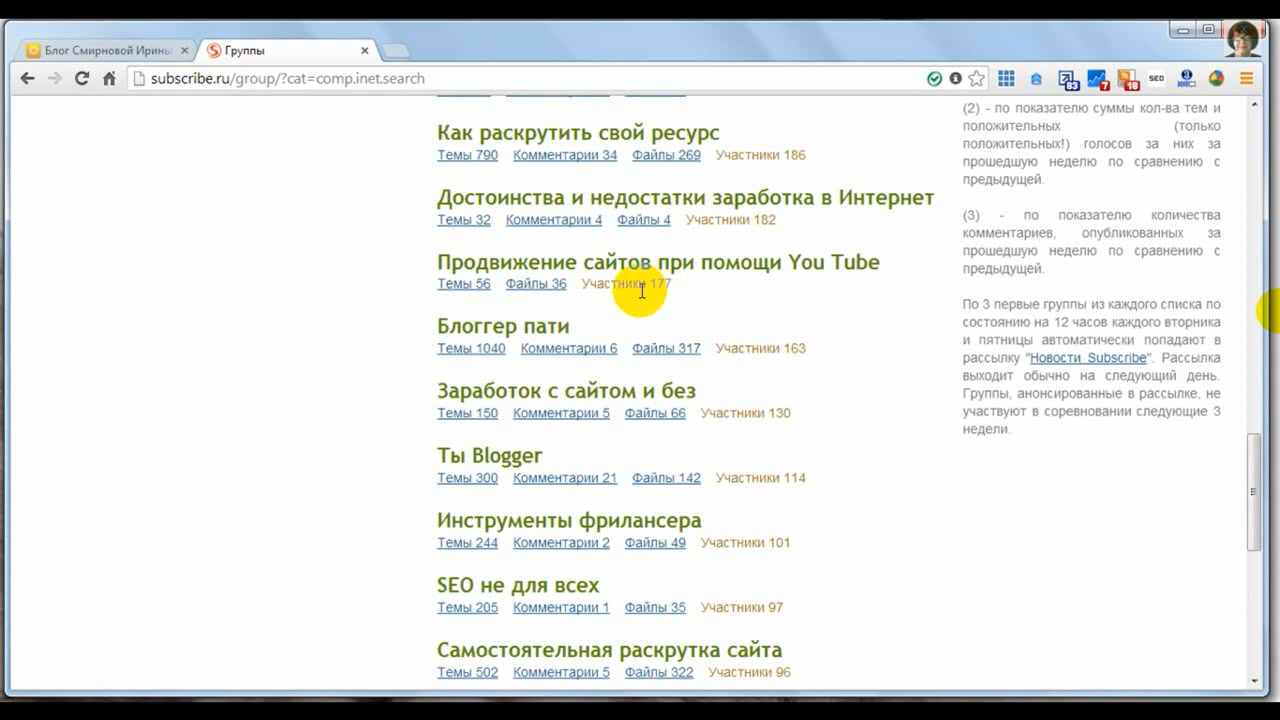 Блог Смирновой Ирины
Группы
subscribe.ru/group/?cat=comp.inet.search
63
7
18
SEO
Как раскрутить свой ресурс
Темы 790 Комментарии 34 Файлы 269 Участники 186
Достоинства и недостатки заработка в Интернет
Темы 32 Комментарии 4 Файлы 4 Участники 182
Продвижение сайтов при помощи You Tube
Темы 56 Файлы 36 Участники 177
Блоггер пати
Темы 1040 Комментарии 6 Файлы 317 Участники 163
Заработок с сайтом и без
Темы 150 Комментарии 5 Файлы 66 Участники 130
Ты Blogger
Темы 300 Комментарии 21 Файлы 142 Участники 114
Инструменты фрилансера
Темы 244 Комментарии 2 Файлы 49 Участники 101
SEO не для всех
Темы 205 Комментарии 1 Файлы 35 Участники 97
Самостоятельная раскрутка сайта
Темы 502 Комментарии 5 Файлы 322 Участники 96
(2) - по показателю суммы кол-ва тем и
положительных (только
положительных!) голосов за них за
прошедшую неделю по сравнению с
предыдущей.
(3) - по показателю количества
комментариев, опубликованных за
прошедшую неделю по сравнению с
предыдущей.
По 3 первые группы из каждого списка по
состоянию на 12 часов каждого вторника
и пятницы автоматически попадают в
рассылку "Новости Subscribe". Рассылка
выходит обычно на следующий день.
Группы, анонсированные в рассылке, не
участвуют в соревновании следующие 3
недели.